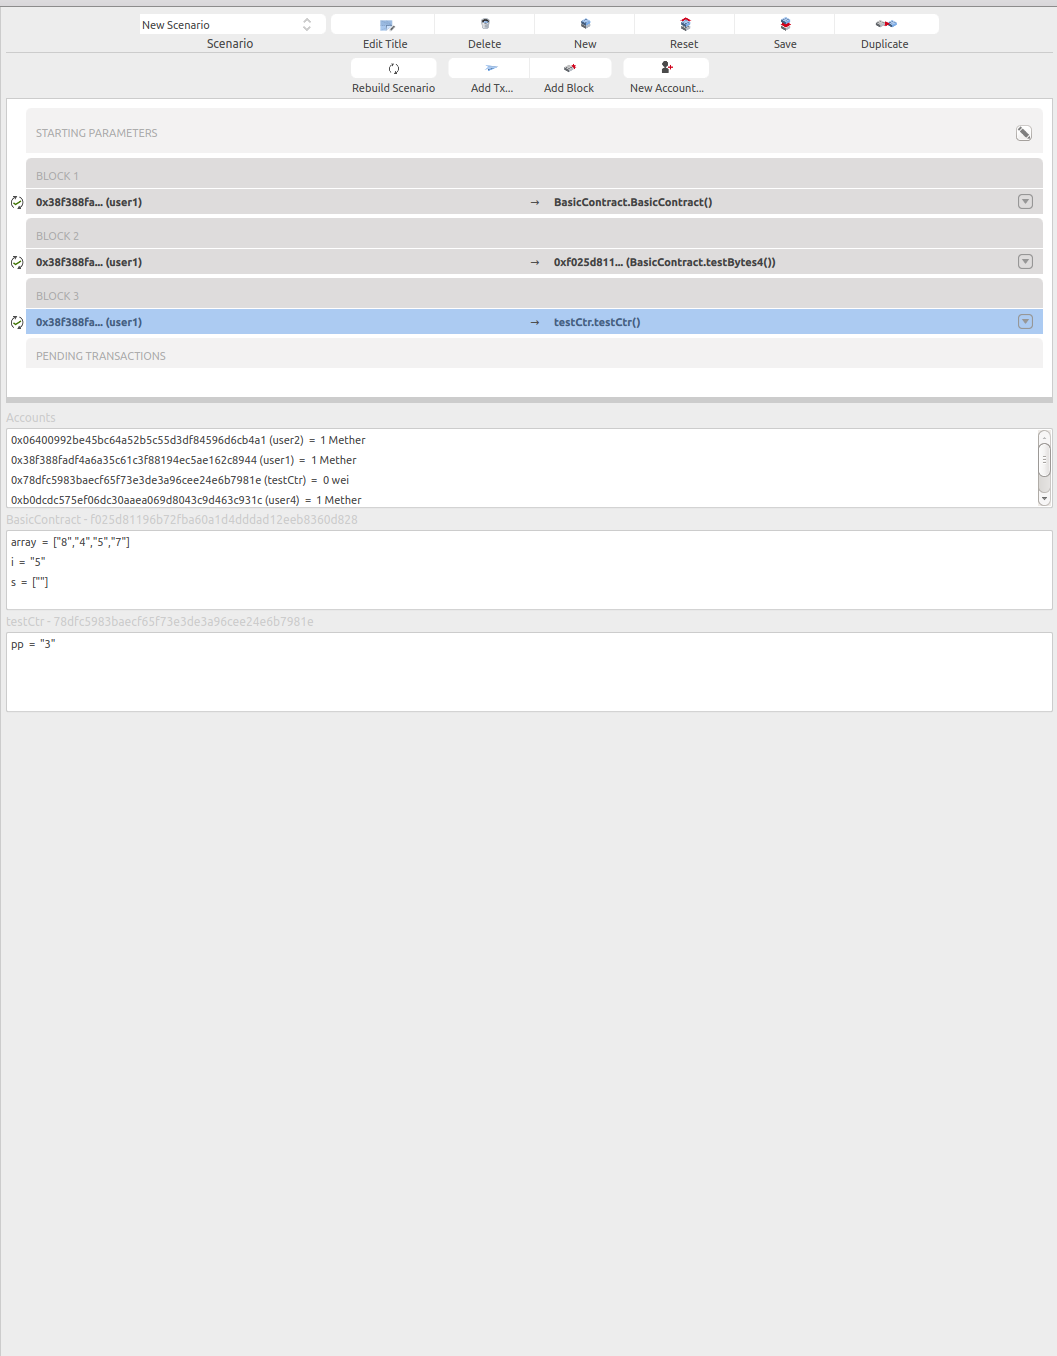 New Scenario
Scenario
Edit Title
Delete
New
Reset
Save
Duplicate
Rebuild Scenario
Add Tx...
Add Block
New Account...
STARTING PARAMETERS
BLOCK 1
0x38f388fa... (user1) → BasicContract.BasicContract()
BLOCK 2
0x38f388fa... (user1) → 0xf025d811... (BasicContract.testBytes4())
BLOCK 3
0x38f388fa... (user1) → testCtr.testCtr()
PENDING TRANSACTIONS
Accounts
0x06400992be45bc64a52b5c55d3df84596d6cb4a1 (user2) = 1 Mether
0x38f388fadf4a6a35c61c3f88194ec5ae162c8944 (user1) = 1 Mether
0x78dfc5983baecf65f73e3de3a96cee24e6b7981e (testCtr) = 0 wei
0xb0dcdc575ef06dc30aaea069d8043c9d463c931c (user4) = 1 Mether
BasicContract - f025d81196b72fba60a1d4dddad12eeb8360d828
array = ["8","4","5","7"]
i = "5"
s = [""]
testCtr - 78dfc5983baecf65f73e3de3a96cee24e6b7981e
pp = "3"